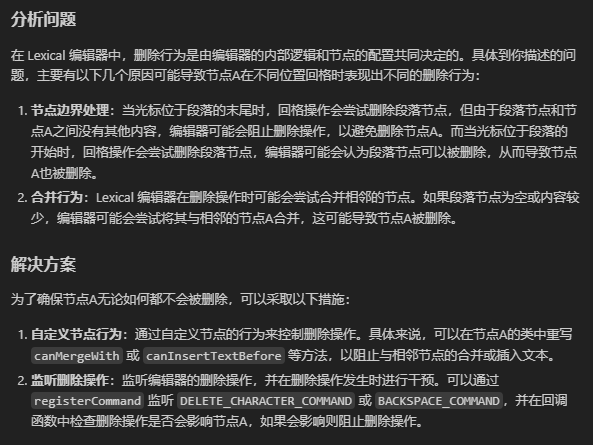 分析问题
在 Lexical 编辑器中，删除行为是由编辑器的内部逻辑和节点的配置共同决定的。具体到你描述的问
题，主要有以下几个原因可能导致节点A在不同位置回格时表现出不同的删除行为：
1. 节点边界处理：当光标位于段落的末尾时，回格操作会尝试删除段落节点，但由于段落节点和节
点A之间没有其他内容，编辑器可能会阻止删除操作，以避免删除节点A。而当光标位于段落的
开始时，回格操作会尝试删除段落节点，编辑器可能会认为段落节点可以被删除，从而导致节点
A也被删除。
2. 合并行为：Lexical 编辑器在删除操作时可能会尝试合并相邻的节点。如果段落节点为空或内容较
少，编辑器可能会尝试将其与相邻的节点A合并，这可能导致节点A被删除。
解决方案
为了确保节点A无论如何都不会被删除，可以采取以下措施：
1. 自定义节点行为：通过自定义节点的行为来控制删除操作。具体来说，可以在节点A的类中重写
canMergeWith 或 canInsertTextBefore 等方法，以阻止与相邻节点的合并或插入文本。
2. 监听删除操作：监听编辑器的删除操作，并在删除操作发生时进行干预。可以通过
registerCommand 监听 DELETE_CHARACTER_COMMAND 或 BACKSPACE_COMMAND，并在回调
函数中检查删除操作是否会影响节点A，如果会影响则阻止删除操作。